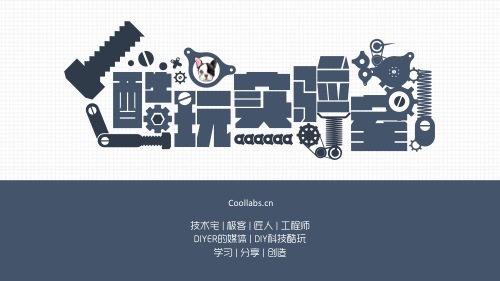 酷玩实验室
Coollabs.cn
技术宅 | 极客 | 匠人 | 工程师
DIYER的媒体 | DIY科技酷玩
学习 | 分享 | 创造